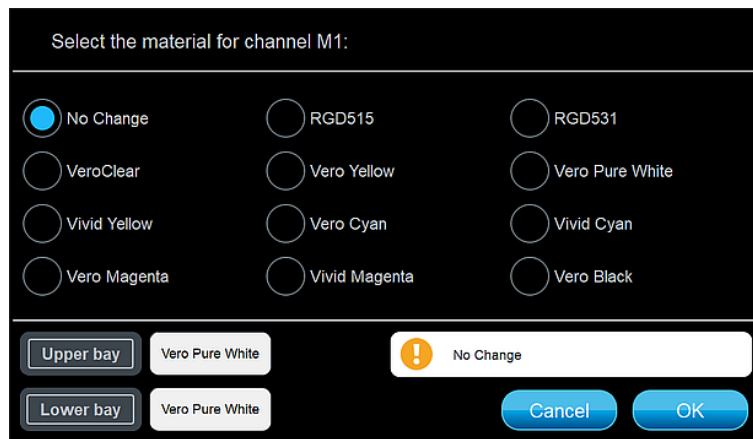 Select the material for channel M1:
No Change RGD515 RGD531
VeroClear Vero Yellow Vero Pure White
Vivid Yellow Vero Cyan Vivid Cyan
Vero Magenta Vivid Magenta Vero Black
Upper bay Vero Pure White No Change
Lower bay Vero Pure White Cancel OK